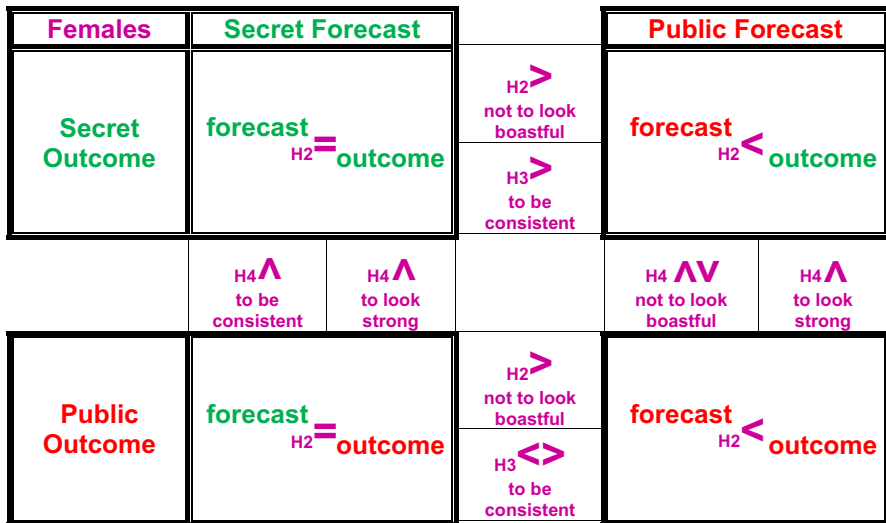 Females Secret Forecast Public Forecast
H2 >
not to look
boastful
Secret
Outcome
forecast
H2 =
outcome
forecast
H2 <
outcome
H3 >
to be
consistent
H4 Λ
to be
consistent
H4 Λ
to look
strong
H4 ΛV
not to look
boastful
H4 Λ
to look
strong
H2 >
not to look
boastful
Public
Outcome
forecast
H2 =
outcome
forecast
H2 <
outcome
H3 <>
to be
consistent